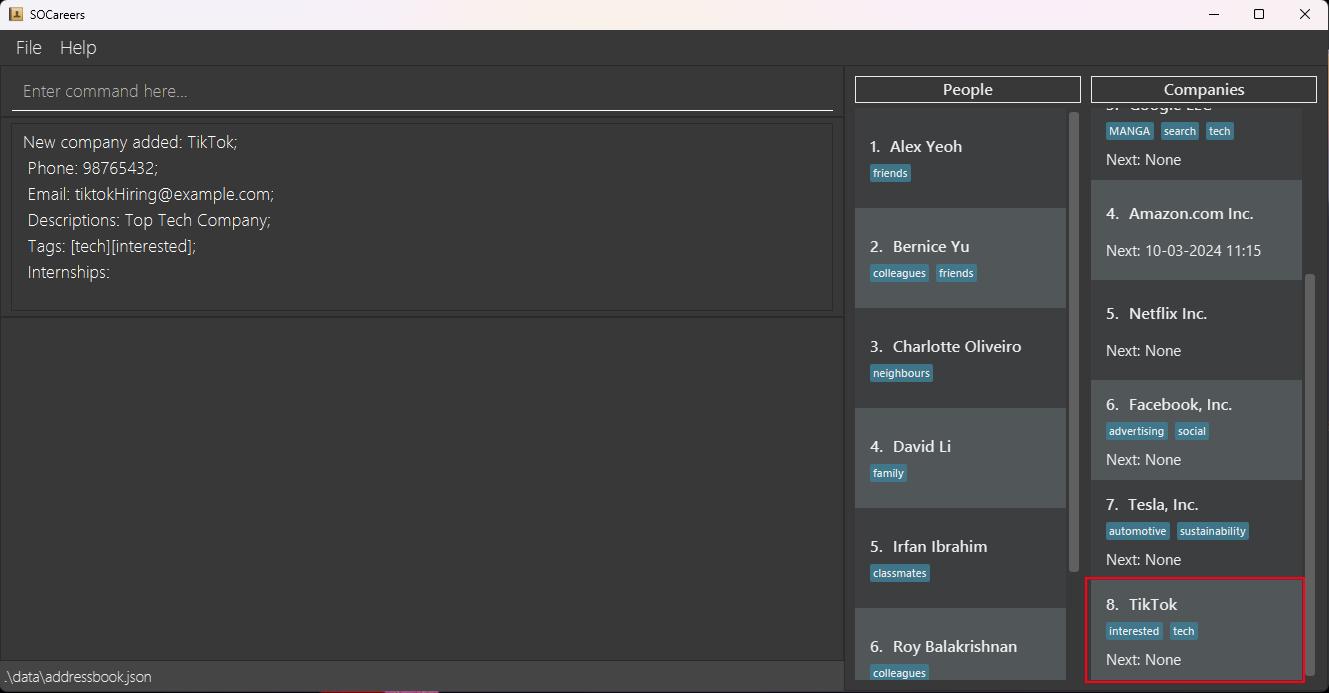 SOCareers
File Help
Enter command here...
New company added: TikTok;
Phone: 98765432;
Email: tiktokHiring@example.com;
Descriptions: Top Tech Company;
Tags: [tech][interested];
Internships:
.\data\addressbook.json
People
1. Alex Yeoh
friends
2. Bernice Yu
colleagues friends
3. Charlotte Oliveiro
neighbours
4. David Li
family
5. Irfan Ibrahim
classmates
6. Roy Balakrishnan
colleagues
Companies
3. Google LLC
MANGA search tech
Next: None
4. Amazon.com Inc.
Next: 10-03-2024 11:15
5. Netflix Inc.
Next: None
6. Facebook, Inc.
advertising social
Next: None
7. Tesla, Inc.
automotive sustainability
Next: None
8. TikTok
interested tech
Next: None